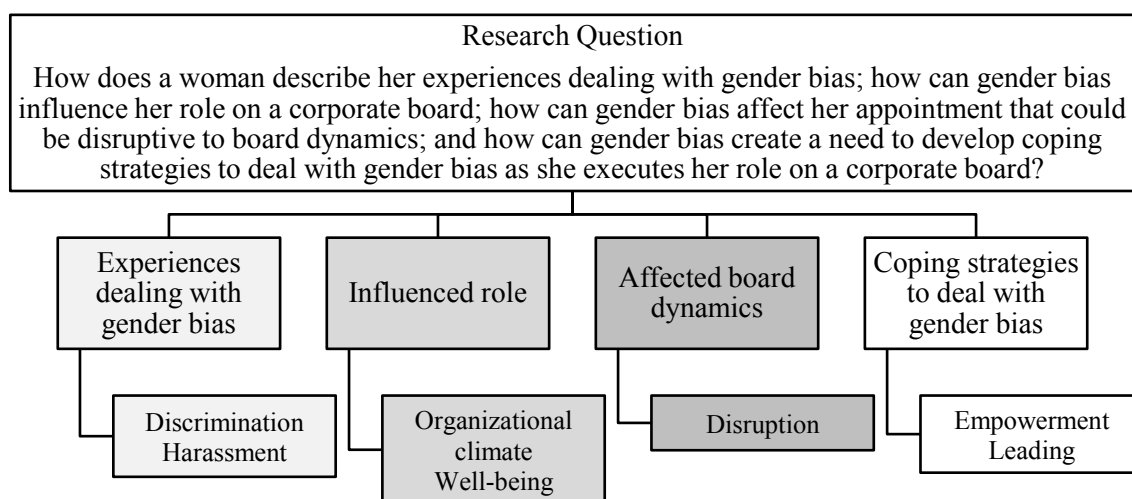 Research Question
How does a woman describe her experiences dealing with gender bias; how can gender bias
influence her role on a corporate board; how can gender bias affect her appointment that could
be disruptive to board dynamics; and how can gender bias create a need to develop coping
strategies to deal with gender bias as she executes her role on a corporate board?
Experiences
dealing with
gender bias
Influenced role
Affected board
dynamics
Coping strategies
to deal with
gender bias
Discrimination
Harassment
Organizational
climate
Well-being
Disruption
Empowerment
Leading